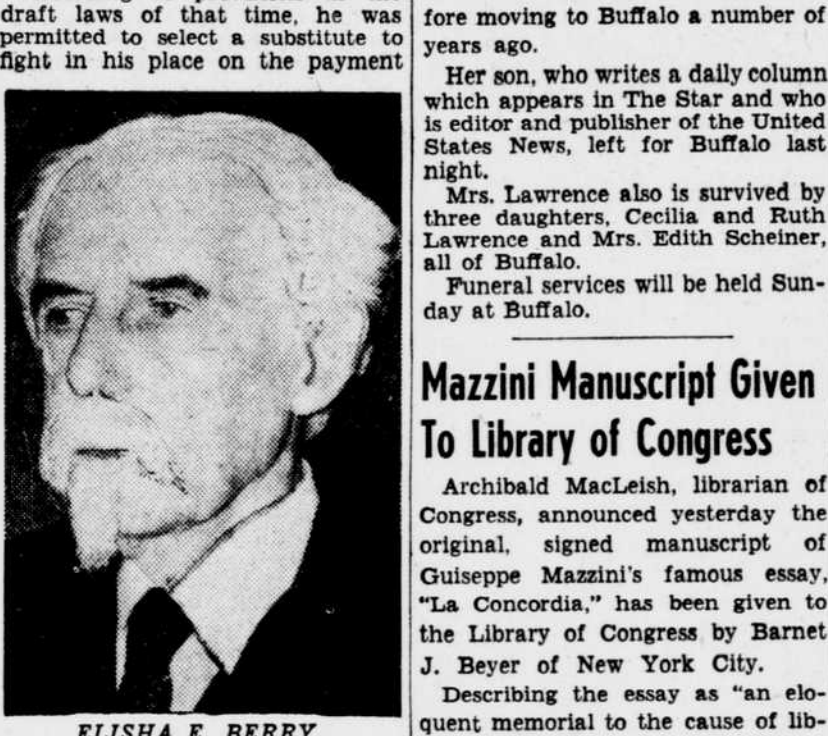 draft laws of that time, he was
permitted to select a substitute to
fight in his place on the payment
ELISHA E. BERRY
fore moving to Buffalo a number of
years ago.
Her son, who writes a daily column
which appears in The Star and who
is editor and publisher of the United
States News, left for Buffalo last
night.
Mrs. Lawrence also is survived by
three daughters, Cecilia and Ruth
Lawrence and Mrs. Edith Scheiner,
all of Buffalo.
Funeral services will be held Sun-
day at Buffalo.
Mazzini Manuscript Given
To Library of Congress
Archibald MacLeish, librarian of
Congress, announced yesterday the
original, signed manuscript of
Guiseppe Mazzini's famous essay,
"La Concordia," has been given to
the Library of Congress by Barnet
J. Beyer of New York City.
Describing the essay as "an elo-
quent memorial to the cause of lib-